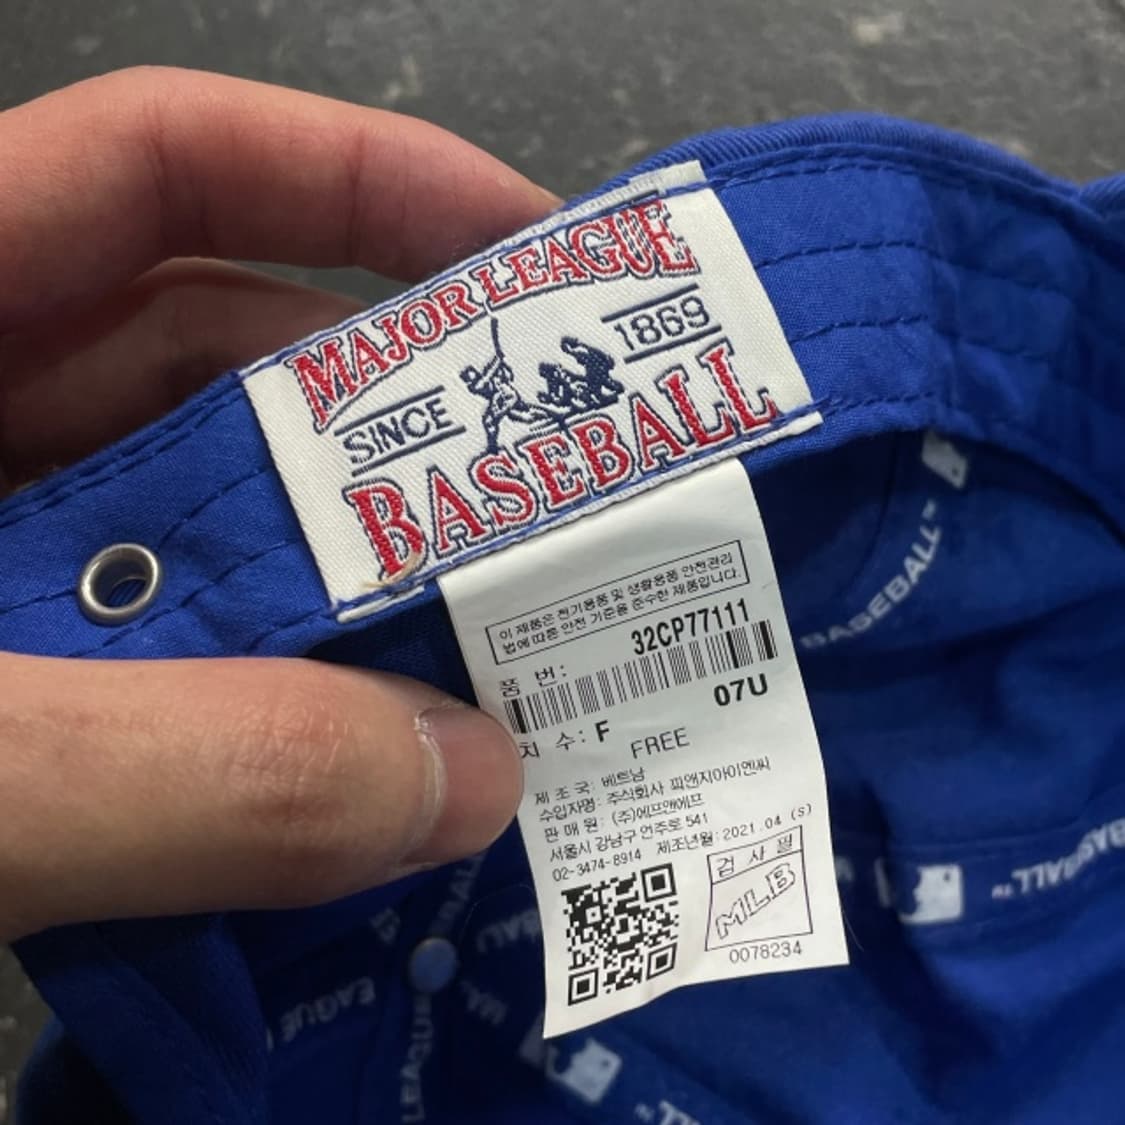 MAJOR LEAGUE
SINCE 1869
BASEBALL
이 제품은 전기용품 및 생활용품 안전관리
법에 따른 안전 기준을 준수한 제품입니다.
품 번: 32CP77111
07U
치 수: F FREE
제 조 국: 베트남
수입자명: 주식회사 피앤지아이엔씨
판 매 원: (주)에프앤에프
서울시 강남구 언주로 541
02-3474-8914 제조년월: 2021.04 (S)
검 사 필
MLB
0078234
BASEBALL™
BASEBALL™
LEAGUE